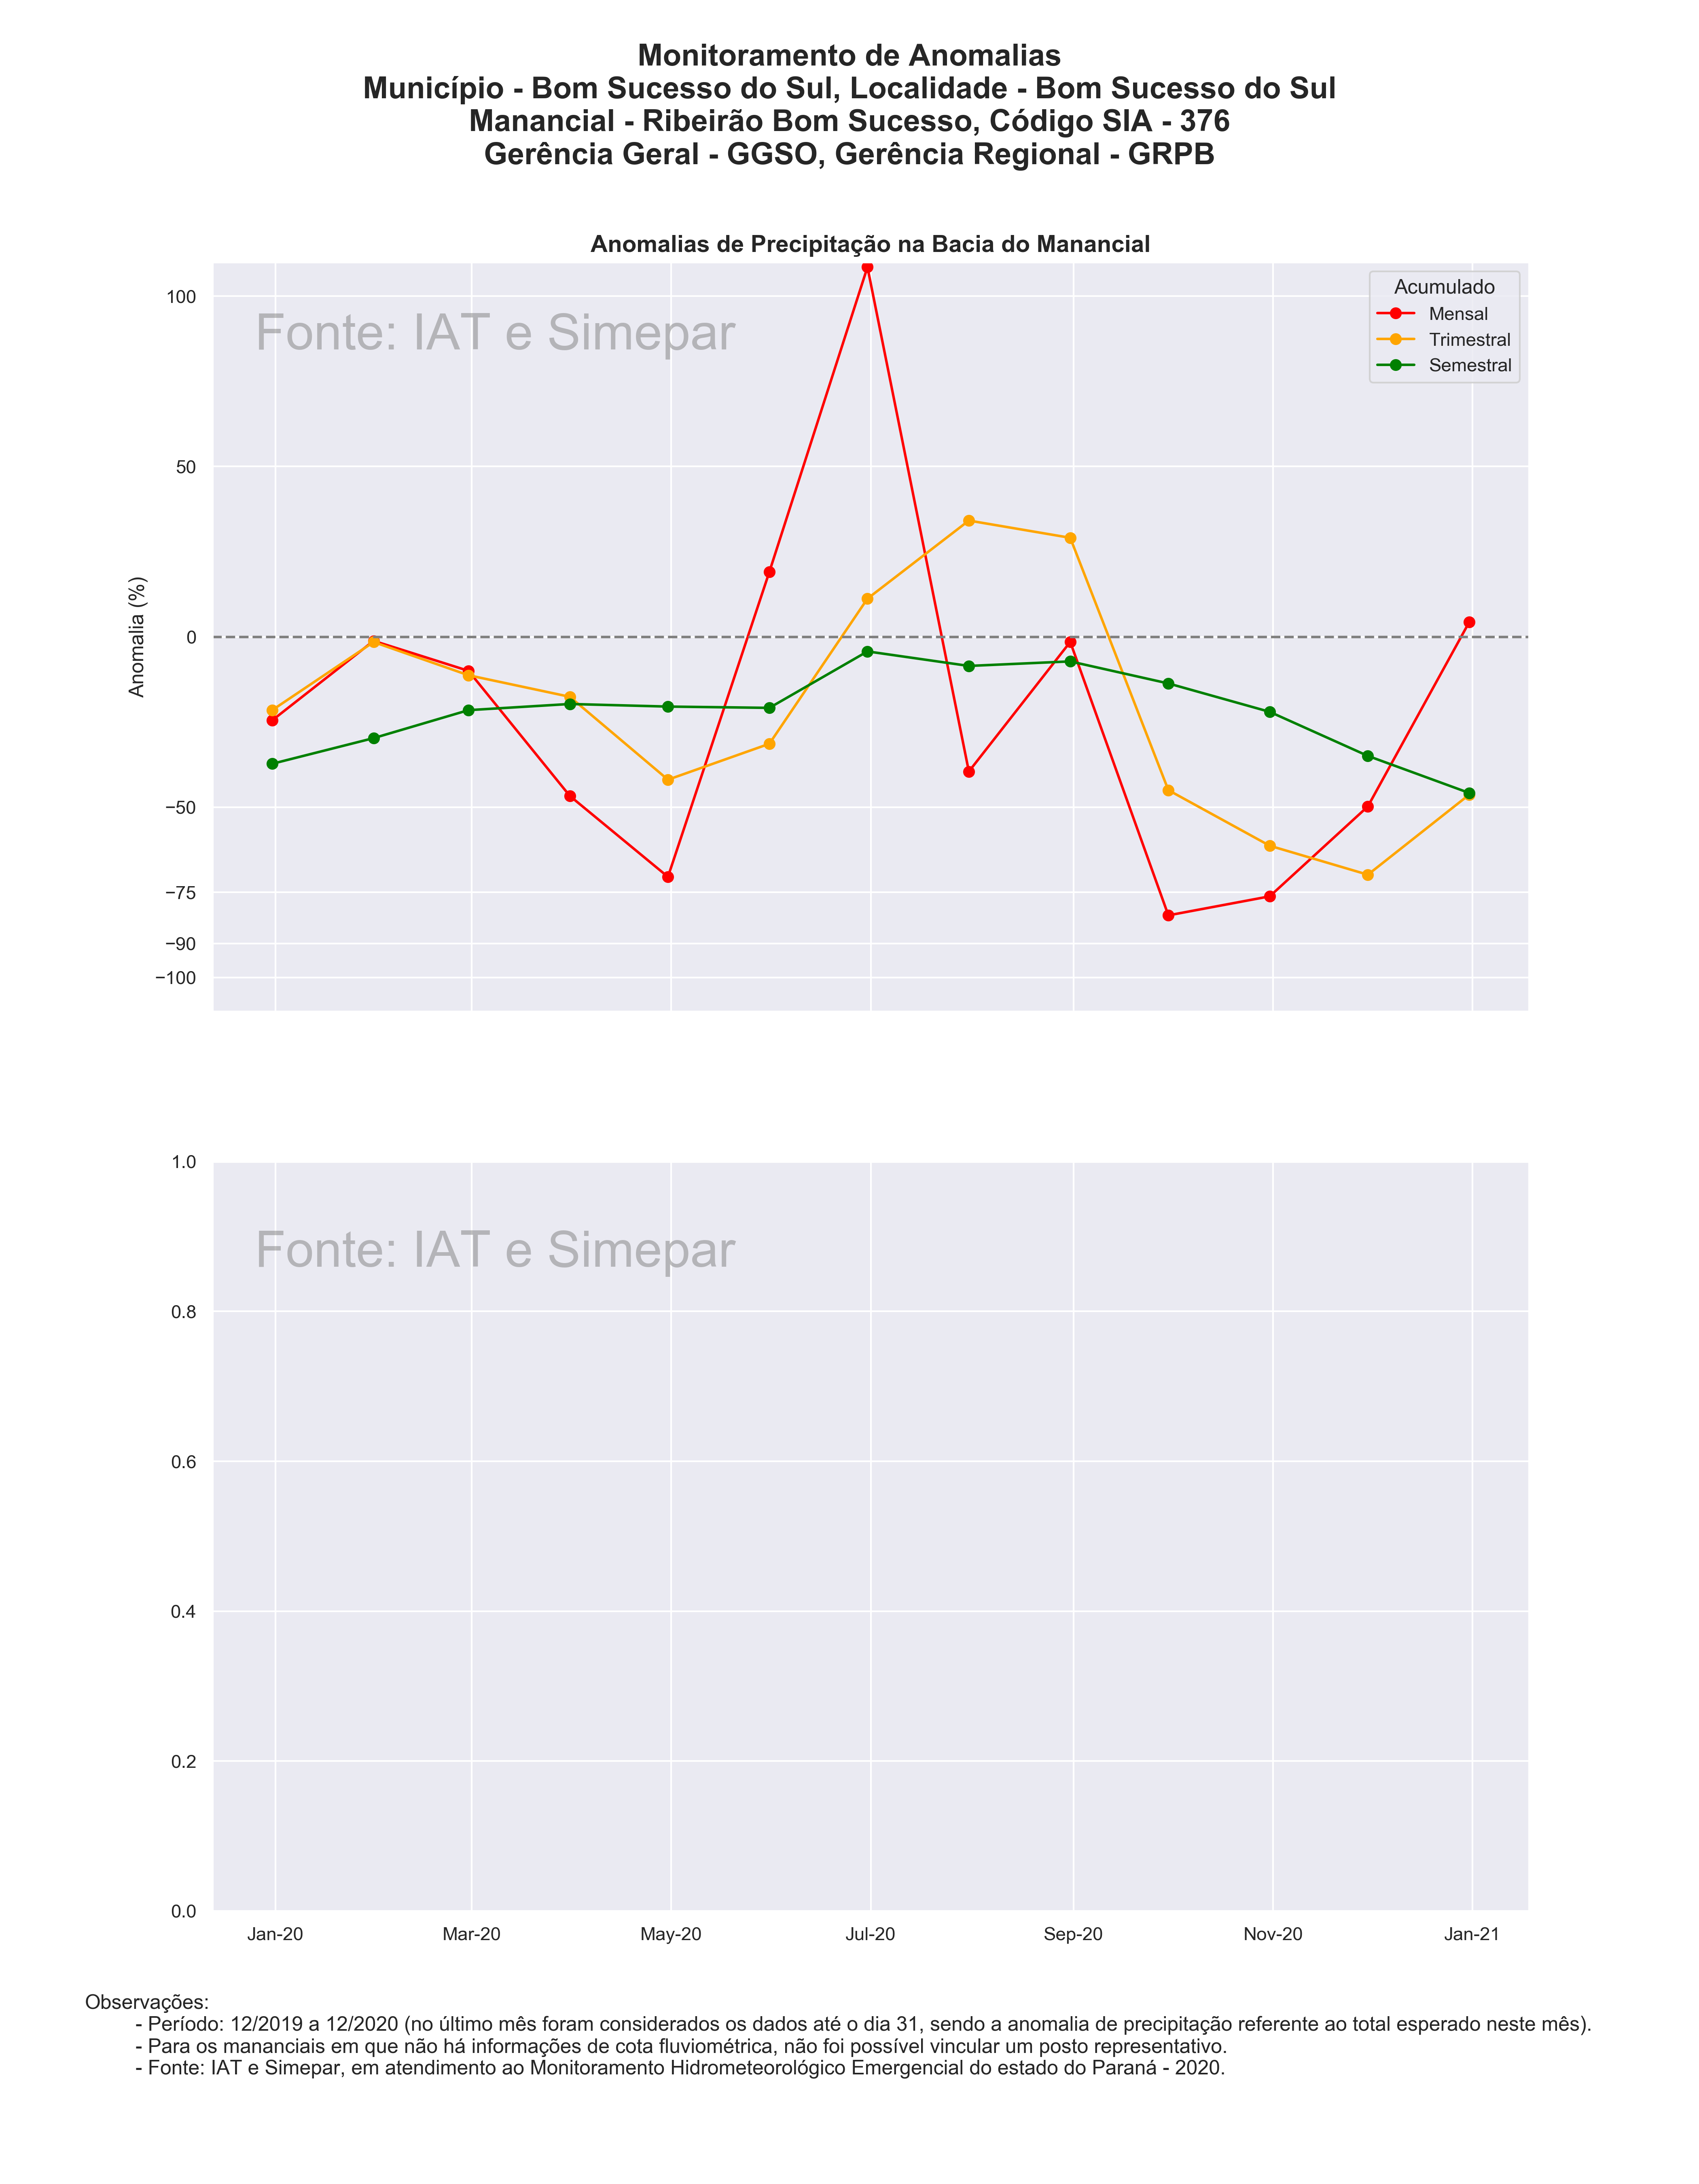 Monitoramento de Anomalias
Município - Bom Sucesso do Sul, Localidade - Bom Sucesso do Sul
Manancial - Ribeirão Bom Sucesso, Código SIA - 376
Gerência Geral - GGSO, Gerência Regional - GRPB
Anomalias de Precipitação na Bacia do Manancial
Fonte: IAT e Simepar
Acumulado
Mensal
Trimestral
Semestral
Anomalia (%)
100
50
0
−50
−75
−90
−100
Fonte: IAT e Simepar
1.0
0.8
0.6
0.4
0.2
0.0
Jan-20 Mar-20 May-20 Jul-20 Sep-20 Nov-20 Jan-21
Observações:
- Período: 12/2019 a 12/2020 (no último mês foram considerados os dados até o dia 31, sendo a anomalia de precipitação referente ao total esperado neste mês).
- Para os mananciais em que não há informações de cota fluviométrica, não foi possível vincular um posto representativo.
- Fonte: IAT e Simepar, em atendimento ao Monitoramento Hidrometeorológico Emergencial do estado do Paraná - 2020.